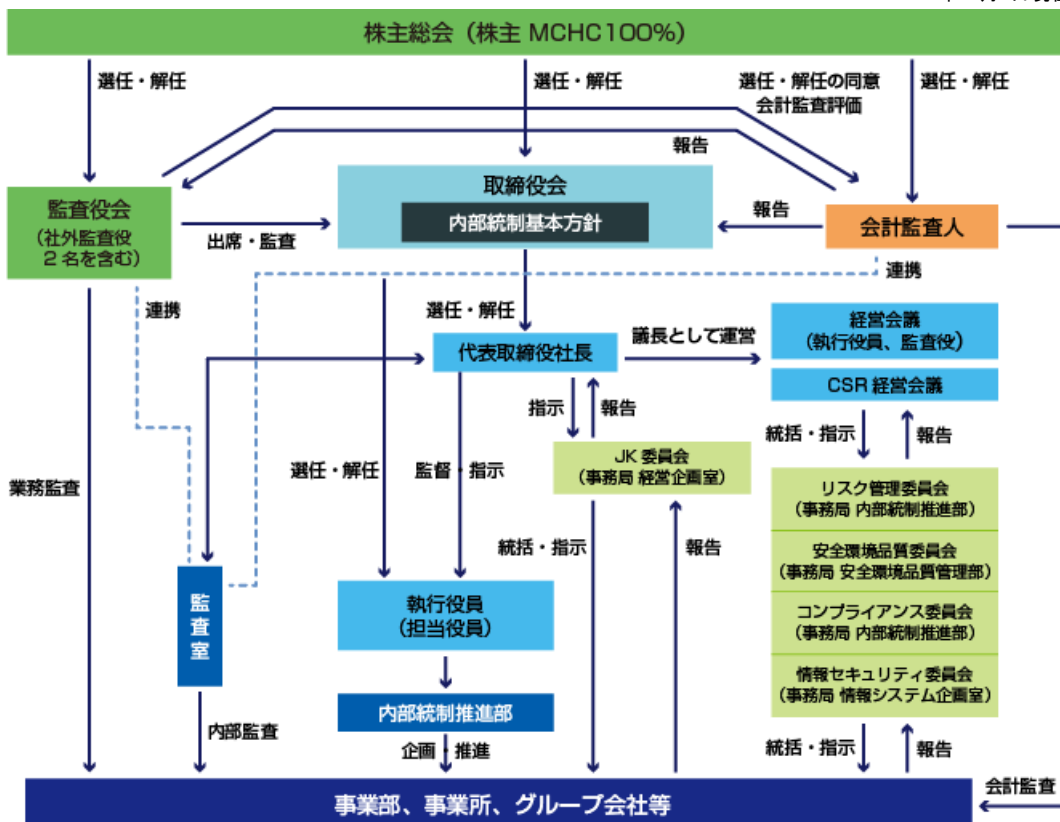 株主総会（株主 MCHC100%）
選任・解任
選任・解任
選任・解任の同意
会計監査評価
選任・解任
報告
監査役会
（社外監査役
2 名を含む）
出席・監査
取締役会
内部統制基本方針
報告
会計監査人
連携
連携
選任・解任
代表取締役社長
議長として運営
経営会議
（執行役員、監査役）
CSR 経営会議
指示
報告
統括・指示
報告
JK 委員会
（事務局 経営企画室）
業務監査
選任・解任
監督・指示
統括・指示
報告
リスク管理委員会
（事務局 内部統制推進部）
安全環境品質委員会
（事務局 安全環境品質管理部）
コンプライアンス委員会
（事務局 内部統制推進部）
情報セキュリティ委員会
（事務局 情報システム企画室）
監査室
執行役員
（担当役員）
内部統制推進部
内部監査
企画・推進
統括・指示
報告
会計監査
事業部、事業所、グループ会社等